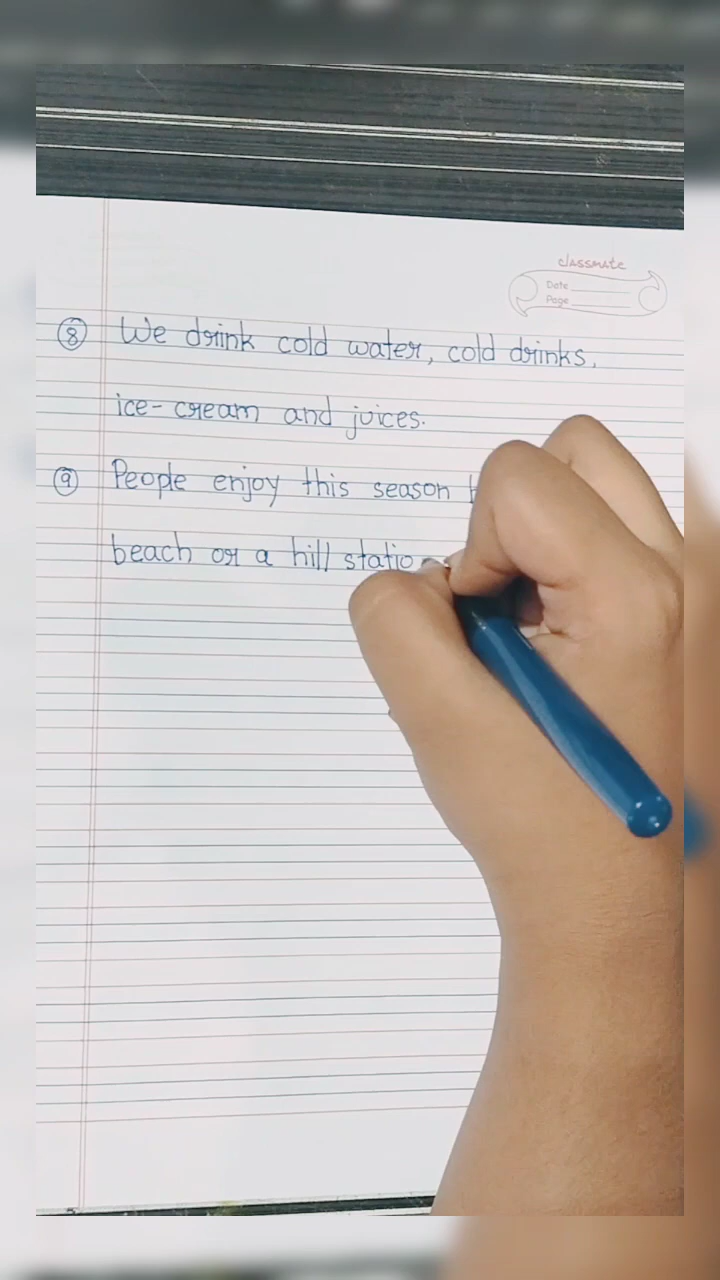 classmate
Date
Page
8 We drink cold water, cold drinks,
ice-cream and juices.
9 People enjoy this season
beach or a hill statio